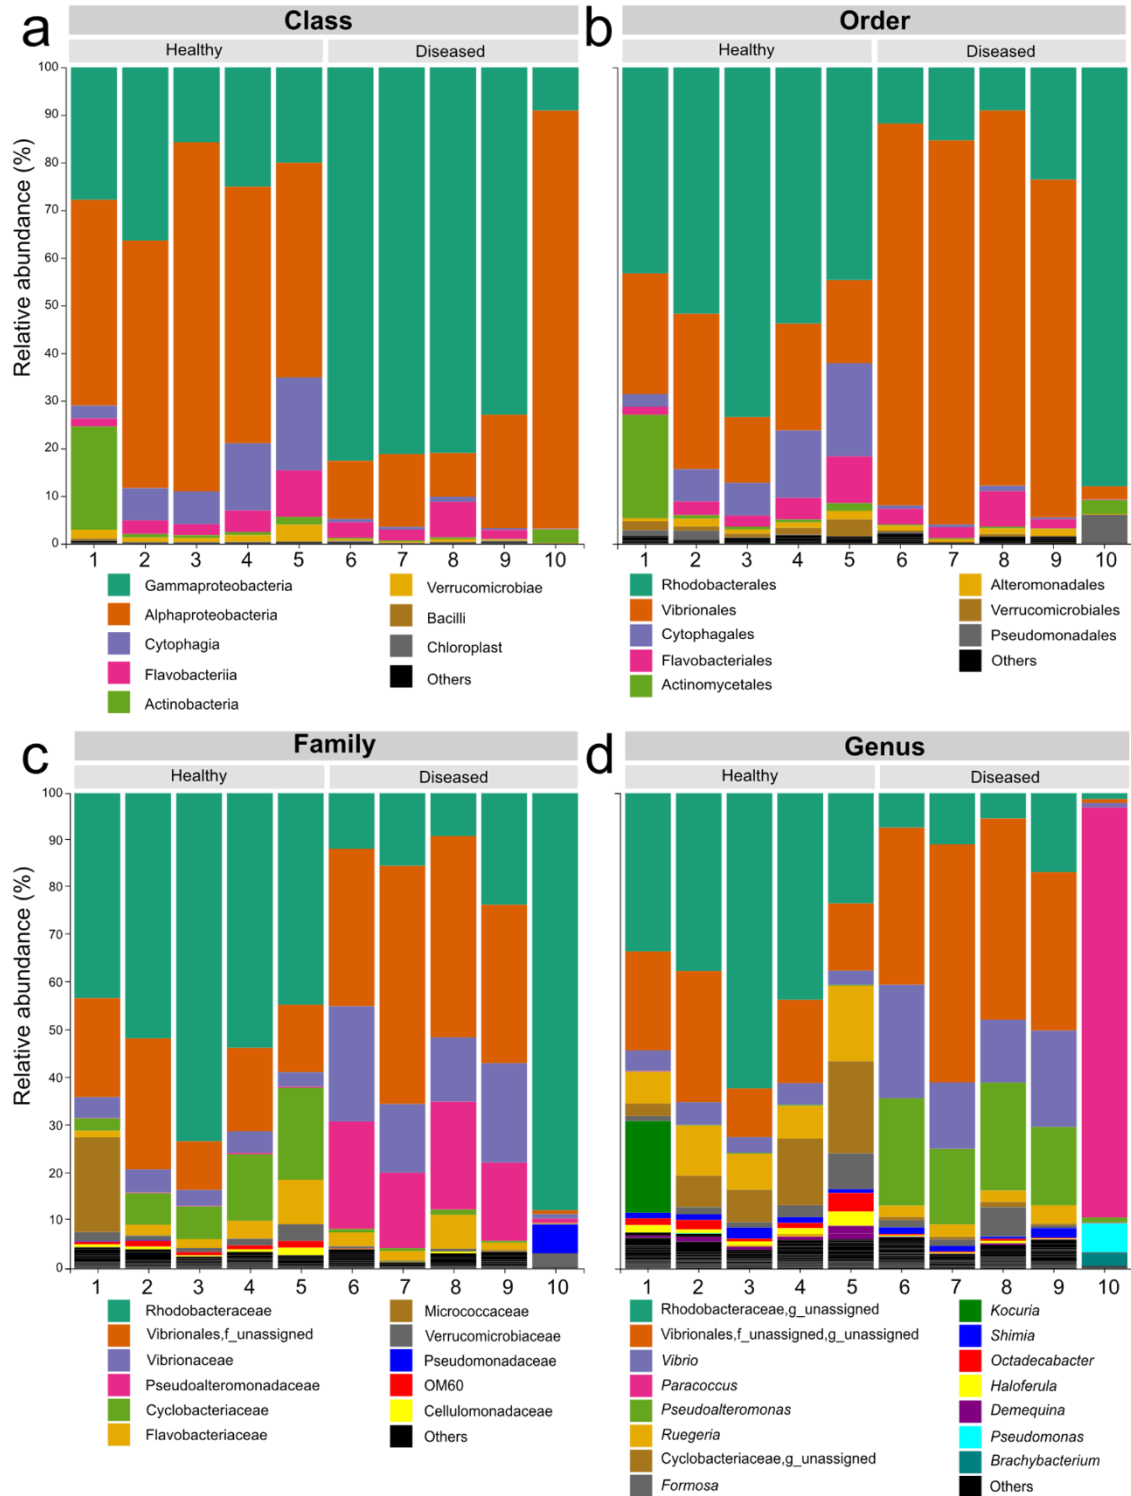 a
Class
Healthy
Diseased
Relative abundance (%)
100
90
80
70
60
50
40
30
20
10
0
1 2 3 4 5 6 7 8 9 10
Gammaproteobacteria
Alphaproteobacteria
Cytophagia
Flavobacteriia
Actinobacteria
Verrucomicrobiae
Bacilli
Chloroplast
Others
b
Order
Healthy
Diseased
1 2 3 4 5 6 7 8 9 10
Rhodobacterales
Vibrionales
Cytophagales
Flavobacteriales
Actinomycetales
Alteromonadales
Verrucomicrobiales
Pseudomonadales
Others
c
Family
Healthy
Diseased
Relative abundance (%)
100
90
80
70
60
50
40
30
20
10
0
1 2 3 4 5 6 7 8 9 10
Rhodobacteraceae
Vibrionales,f_unassigned
Vibrionaceae
Pseudoalteromonadaceae
Cyclobacteriaceae
Flavobacteriaceae
Micrococcaceae
Verrucomicrobiaceae
Pseudomonadaceae
OM60
Cellulomonadaceae
Others
d
Genus
Healthy
Diseased
1 2 3 4 5 6 7 8 9 10
Rhodobacteraceae,g_unassigned
Vibrionales,f_unassigned,g_unassigned
Vibrio
Paracoccus
Pseudoalteromonas
Ruegeria
Cyclobacteriaceae,g_unassigned
Formosa
Kocuria
Shimia
Octadecabacter
Haloferula
Demequina
Pseudomonas
Brachybacterium
Others